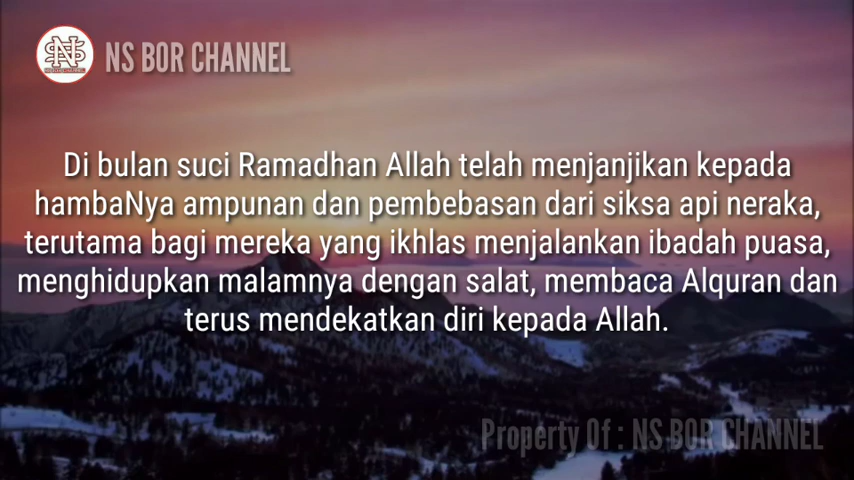 NS BOR CHANNEL
Di bulan suci Ramadhan Allah telah menjanjikan kepada
hambaNya ampunan dan pembebasan dari siksa api neraka,
terutama bagi mereka yang ikhlas menjalankan ibadah puasa,
menghidupkan malamnya dengan salat, membaca Alquran dan
terus mendekatkan diri kepada Allah.
Property Of : NS BOR CHANNEL